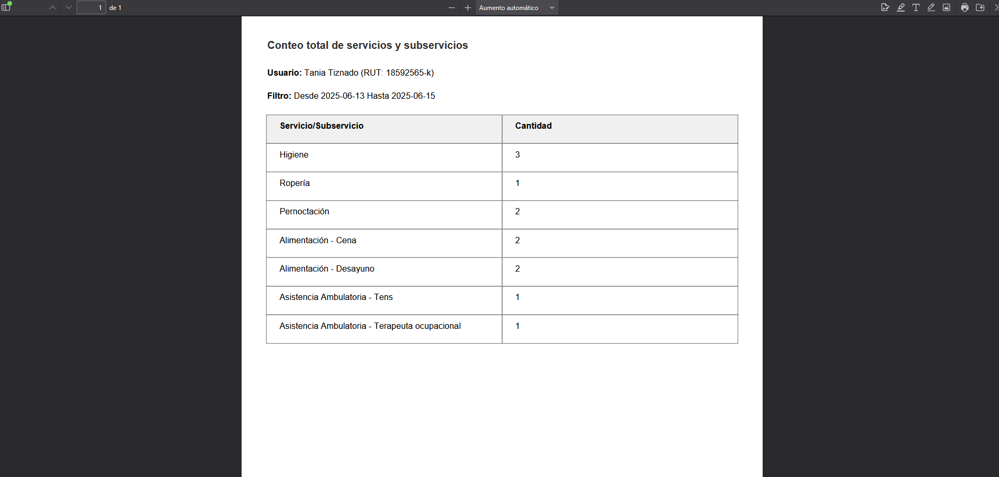 1 de 1
Aumento automático
Conteo total de servicios y subservicios
Usuario: Tania Tiznado (RUT: 18592565-k)
Filtro: Desde 2025-06-13 Hasta 2025-06-15
Servicio/Subservicio Cantidad
Higiene 3
Ropería 1
Pernoctación 2
Alimentación - Cena 2
Alimentación - Desayuno 2
Asistencia Ambulatoria - Tens 1
Asistencia Ambulatoria - Terapeuta ocupacional 1